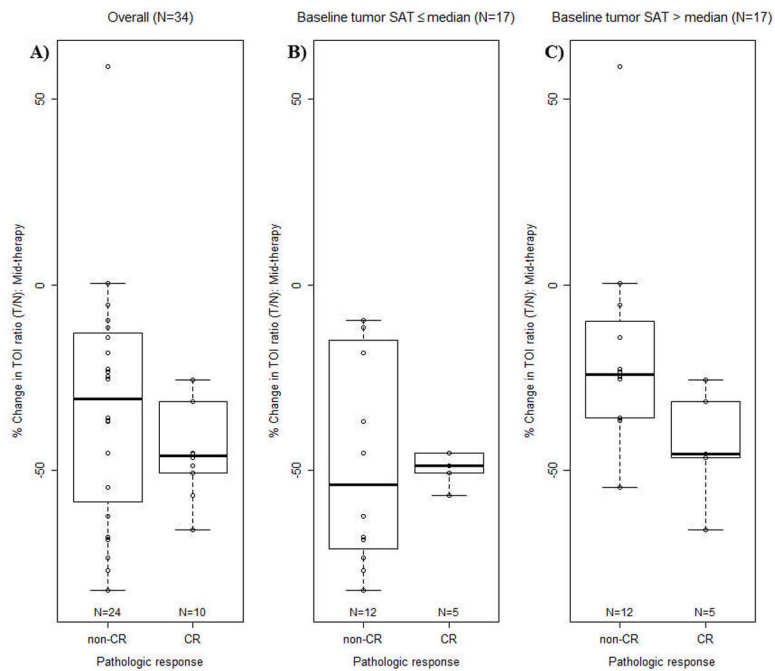 Overall (N=34)
Baseline tumor SAT ≤ median (N=17)
Baseline tumor SAT > median (N=17)
A)
B)
C)
% Change in TOI ratio (T/N): Mid-therapy
50
0
-50
N=24
N=10
non-CR
CR
Pathologic response
% Change in TOI ratio (T/N): Mid-therapy
50
0
-50
N=12
N=5
non-CR
CR
Pathologic response
% Change in TOI ratio (T/N): Mid-therapy
50
0
-50
N=12
N=5
non-CR
CR
Pathologic response